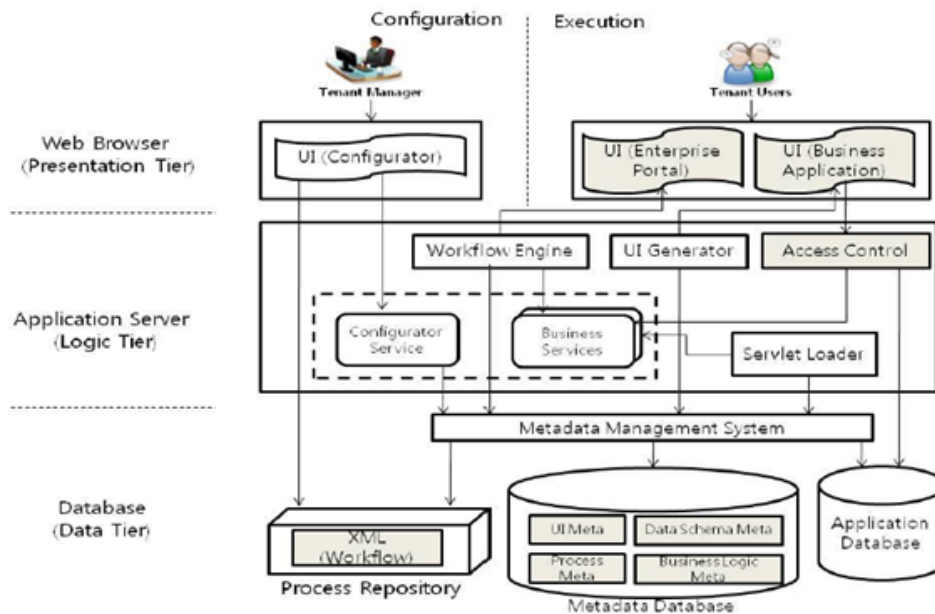 Configuration
Execution
Tenant Manager
Tenant Users
Web Browser
(Presentation Tier)
UI (Configurator)
UI (Enterprise
Portal)
UI (Business
Application)
Workflow Engine
UI Generator
Access Control
Application Server
(Logic Tier)
Configurator
Service
Business
Services
Servlet Loader
Metadata Management System
Database
(Data Tier)
XML
(Workflow)
Process Repository
UI Meta
Data Schema Meta
Process
Meta
Business Logic
Meta
Metadata Database
Application
Database